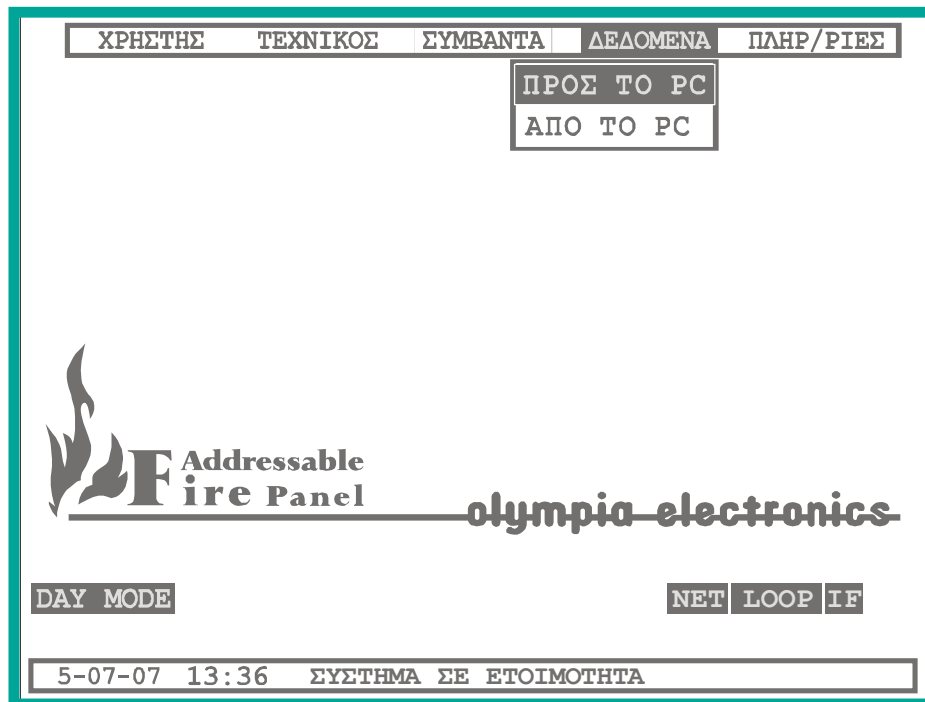 ΧΡΗΣΤΗΣ ΤΕΧΝΙΚΟΣ ΣΥΜΒΑΝΤΑ ΔΕΔΟΜΕΝΑ ΠΛΗΡ/ΡΙΕΣ
ΠΡΟΣ ΤΟ PC
ΑΠΟ ΤΟ PC
Addressable
Fire Panel
olympia electronics
DAY MODE NET LOOP IF
5-07-07 13:36 ΣΥΣΤΗΜΑ ΣΕ ΕΤΟΙΜΟΤΗΤΑ